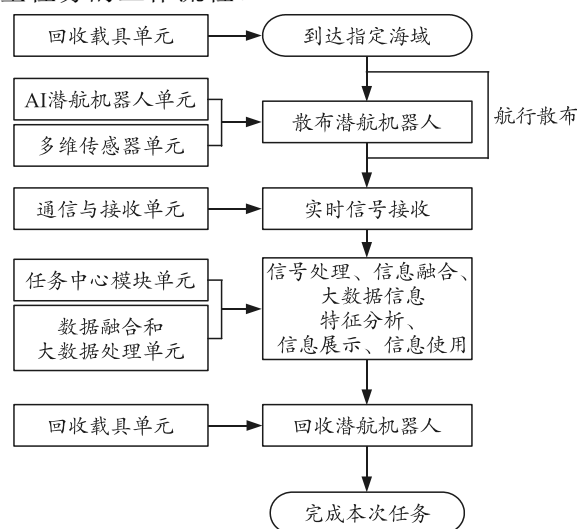 回收载具单元
到达指定海域
AI潜航机器人单元
多维传感器单元
散布潜航机器人
航行散布
通信与接收单元
实时信号接收
任务中心模块单元
数据融合和
大数据处理单元
信号处理、信息融合、
大数据信息
特征分析、
信息展示、信息使用
回收载具单元
回收潜航机器人
完成本次任务